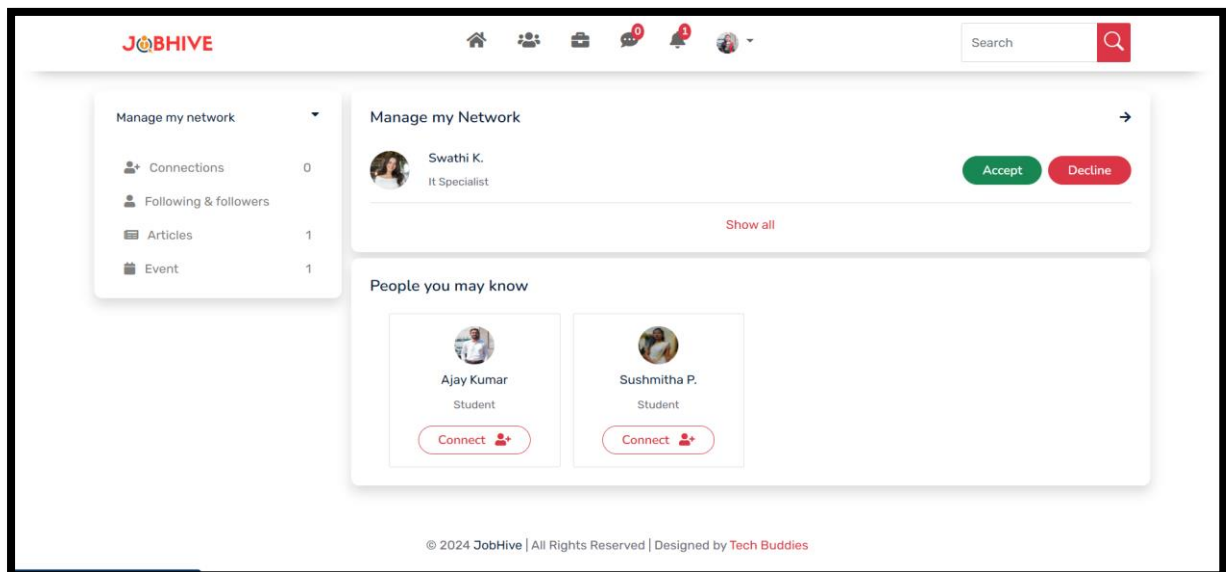 JOBHIVE
0
1
Search
Manage my network
Connections 0
Following & followers
Articles 1
Event 1
Manage my Network
Swathi K.
It Specialist
Accept Decline
Show all
People you may know
Ajay Kumar
Student
Connect
Sushmitha P.
Student
Connect
© 2024 JobHive | All Rights Reserved | Designed by Tech Buddies